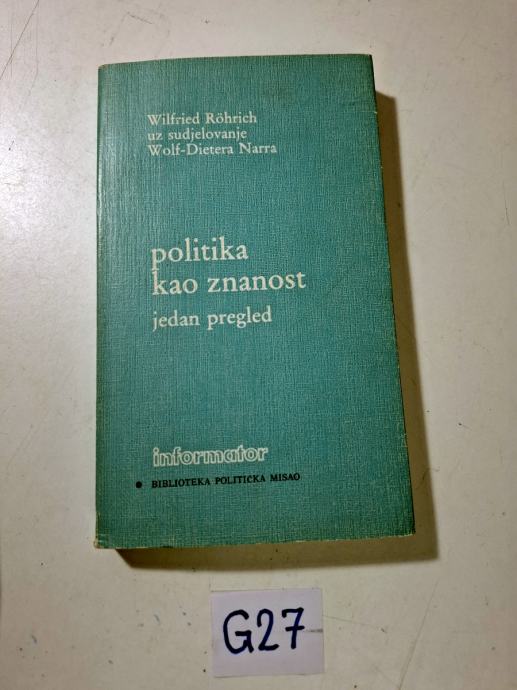 Wilfried Röhrich
uz sudjelovanje
Wolf-Dietera Narra
politika
kao znanost
jedan pregled
informator
• BIBLIOTEKA POLITIČKA MISAO
G27